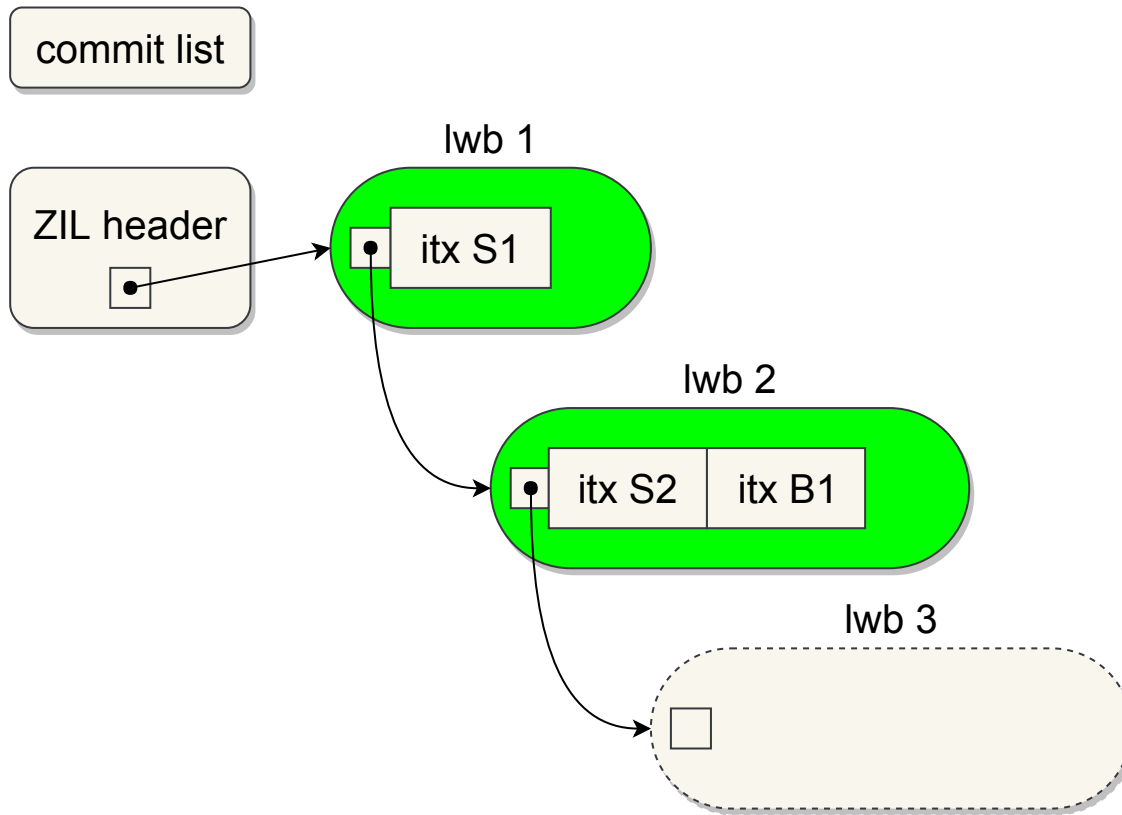 commit list
lwb 1
ZIL header
itx S1
lwb 2
itx S2
itx B1
lwb 3